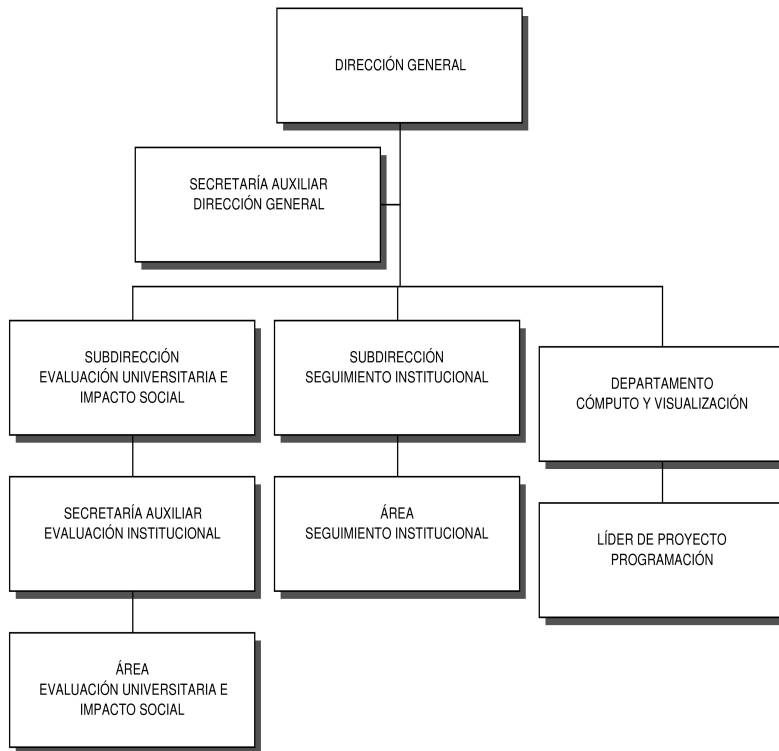 DIRECCIÓN GENERAL
SECRETARÍA AUXILIAR
DIRECCIÓN GENERAL
SUBDIRECCIÓN
EVALUACIÓN UNIVERSITARIA E
IMPACTO SOCIAL
SUBDIRECCIÓN
SEGUIMIENTO INSTITUCIONAL
DEPARTAMENTO
CÓMPUTO Y VISUALIZACIÓN
SECRETARÍA AUXILIAR
EVALUACIÓN INSTITUCIONAL
ÁREA
SEGUIMIENTO INSTITUCIONAL
LÍDER DE PROYECTO
PROGRAMACIÓN
ÁREA
EVALUACIÓN UNIVERSITARIA E
IMPACTO SOCIAL